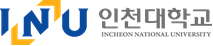 INU 인천대학교
INCHEON NATIONAL UNIVERSITY